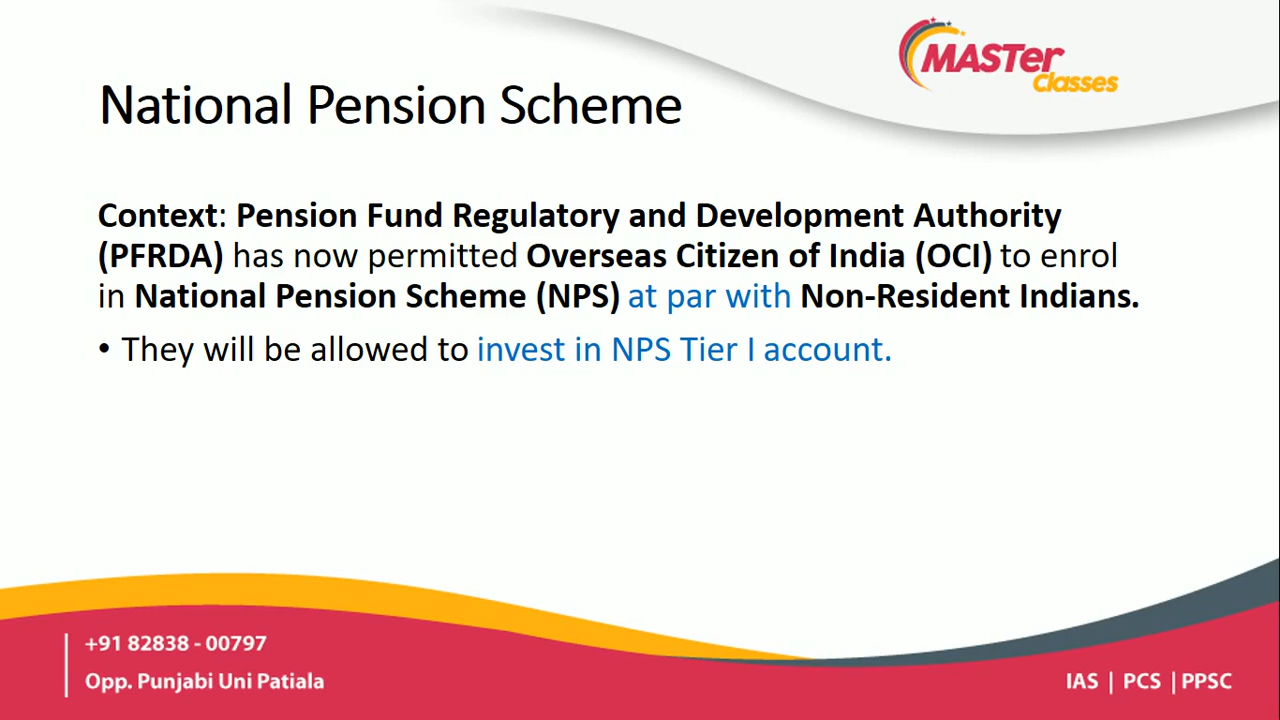 MASTer
Classes
National Pension Scheme
Context: Pension Fund Regulatory and Development Authority
(PFRDA) has now permitted Overseas Citizen of India (OCI) to enrol
in National Pension Scheme (NPS) at par with Non-Resident Indians.
• They will be allowed to invest in NPS Tier I account.
+91 82838 - 00797
Opp. Punjabi Uni Patiala
IAS | PCS | PPSC